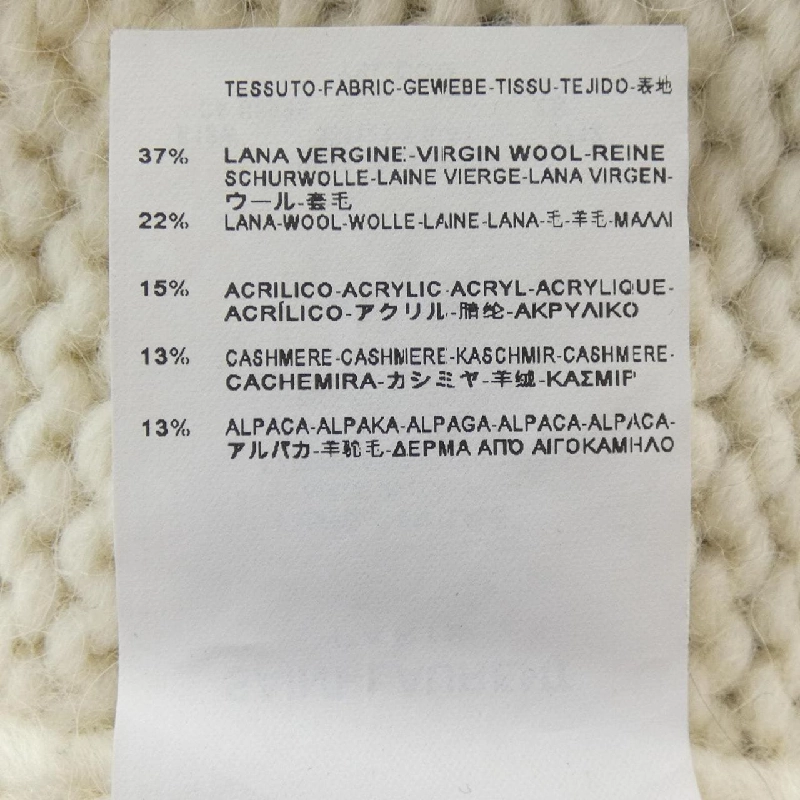 TESSUTO-FABRIC-GEWEBE-TISSU-TEJIDO-表地
37% LANA VERGINE-VIRGIN WOOL-REINE
SCHURWOLLE-LAINE VIERGE-LANA VIRGEN-
ウール-套毛
22% LANA-WOOL-WOLLE-LAINE-LANA-毛-羊毛-ΜΑΛΛΙ
15% ACRILICO-ACRYLIC-ACRYL-ACRYLIQUE-
ACRÍLICO-アクリル-腈纶-ΑΚΡΥΛΙΚΟ
13% CASHMERE-CASHMERE-KASCHMIR-CASHMERE-
CACHEMIRA-カシミヤ-羊绒-ΚΑΣΜΙΡ
13% ALPACA-ALPAKA-ALPAGA-ALPACA-ALPACA-
アルパカ-羊驼毛-ΔΕΡΜΑ ΑΠΌ ΑΙΓΟΚΑΜΗΛΟ